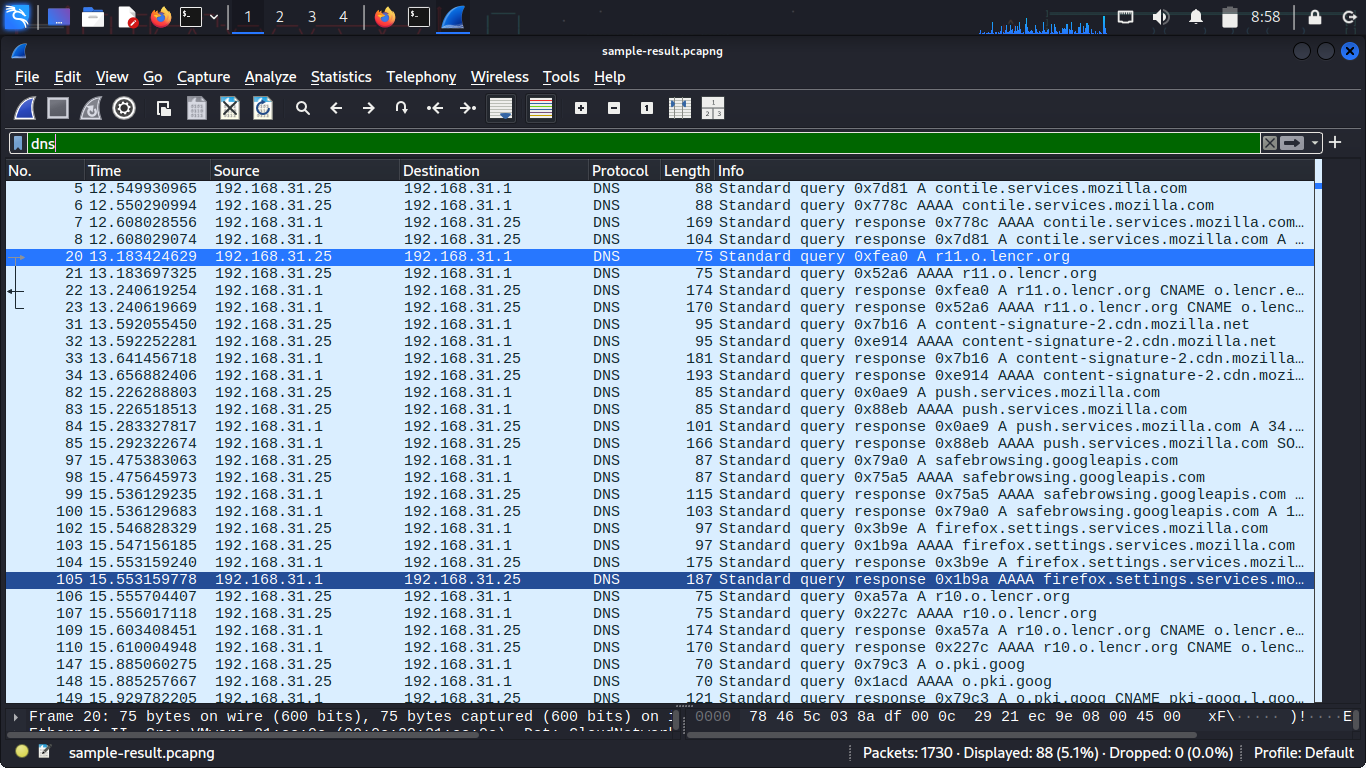 1 2 3 4 8:58
sample-result.pcapng
File Edit View Go Capture Analyze Statistics Telephony Wireless Tools Help
dns
No. Time Source Destination Protocol Length Info
5 12.549930965 192.168.31.25 192.168.31.1 DNS 88 Standard query 0x7d81 A contile.services.mozilla.com
6 12.550290994 192.168.31.25 192.168.31.1 DNS 88 Standard query 0x778c AAAA contile.services.mozilla.com
7 12.608028556 192.168.31.1 192.168.31.25 DNS 169 Standard query response 0x778c AAAA contile.services.mozilla.com…
8 12.608029074 192.168.31.1 192.168.31.25 DNS 104 Standard query response 0x7d81 A contile.services.mozilla.com A …
20 13.183424629 192.168.31.25 192.168.31.1 DNS 75 Standard query 0xfea0 A r11.o.lencr.org
21 13.183697325 192.168.31.25 192.168.31.1 DNS 75 Standard query 0x52a6 AAAA r11.o.lencr.org
22 13.240619254 192.168.31.1 192.168.31.25 DNS 174 Standard query response 0xfea0 A r11.o.lencr.org CNAME o.lencr.e…
23 13.240619669 192.168.31.1 192.168.31.25 DNS 170 Standard query response 0x52a6 AAAA r11.o.lencr.org CNAME o.lenc…
31 13.592055450 192.168.31.25 192.168.31.1 DNS 95 Standard query 0x7b16 A content-signature-2.cdn.mozilla.net
32 13.592252281 192.168.31.25 192.168.31.1 DNS 95 Standard query 0xe914 AAAA content-signature-2.cdn.mozilla.net
33 13.641456718 192.168.31.1 192.168.31.25 DNS 181 Standard query response 0x7b16 A content-signature-2.cdn.mozilla…
34 13.656882406 192.168.31.1 192.168.31.25 DNS 193 Standard query response 0xe914 AAAA content-signature-2.cdn.mozi…
82 15.226288803 192.168.31.25 192.168.31.1 DNS 85 Standard query 0x0ae9 A push.services.mozilla.com
83 15.226518513 192.168.31.25 192.168.31.1 DNS 85 Standard query 0x88eb AAAA push.services.mozilla.com
84 15.283327817 192.168.31.1 192.168.31.25 DNS 101 Standard query response 0x0ae9 A push.services.mozilla.com A 34.…
85 15.292322674 192.168.31.1 192.168.31.25 DNS 166 Standard query response 0x88eb AAAA push.services.mozilla.com SO…
97 15.475383063 192.168.31.25 192.168.31.1 DNS 87 Standard query 0x79a0 A safebrowsing.googleapis.com
98 15.475645973 192.168.31.25 192.168.31.1 DNS 87 Standard query 0x75a5 AAAA safebrowsing.googleapis.com
99 15.536129235 192.168.31.1 192.168.31.25 DNS 115 Standard query response 0x75a5 AAAA safebrowsing.googleapis.com …
100 15.536129683 192.168.31.1 192.168.31.25 DNS 103 Standard query response 0x79a0 A safebrowsing.googleapis.com A 1…
102 15.546828329 192.168.31.25 192.168.31.1 DNS 97 Standard query 0x3b9e A firefox.settings.services.mozilla.com
103 15.547156185 192.168.31.25 192.168.31.1 DNS 97 Standard query 0x1b9a AAAA firefox.settings.services.mozilla.com
104 15.553159240 192.168.31.1 192.168.31.25 DNS 175 Standard query response 0x3b9e A firefox.settings.services.mozil…
105 15.553159778 192.168.31.1 192.168.31.25 DNS 187 Standard query response 0x1b9a AAAA firefox.settings.services.mo…
106 15.555704407 192.168.31.25 192.168.31.1 DNS 75 Standard query 0xa57a A r10.o.lencr.org
107 15.556017118 192.168.31.25 192.168.31.1 DNS 75 Standard query 0x227c AAAA r10.o.lencr.org
109 15.603408451 192.168.31.1 192.168.31.25 DNS 174 Standard query response 0xa57a A r10.o.lencr.org CNAME o.lencr.e…
110 15.610004948 192.168.31.1 192.168.31.25 DNS 170 Standard query response 0x227c AAAA r10.o.lencr.org CNAME o.lenc…
147 15.885060275 192.168.31.25 192.168.31.1 DNS 70 Standard query 0x79c3 A o.pki.goog
148 15.885257667 192.168.31.25 192.168.31.1 DNS 70 Standard query 0x1acd AAAA o.pki.goog
149 15.929782205 192.168.31.1 192.168.31.25 DNS 121 Standard query response 0x79c3 A o.pki.goog CNAME pki-goog.l.goo…
Frame 20: 75 bytes on wire (600 bits), 75 bytes captured (600 bits) on i 0000 78 46 5c 03 8a df 00 0c 29 21 ec 9e 08 00 45 00 xF\····· )!····E
sample-result.pcapng Packets: 1730 · Displayed: 88 (5.1%) · Dropped: 0 (0.0%) Profile: Default